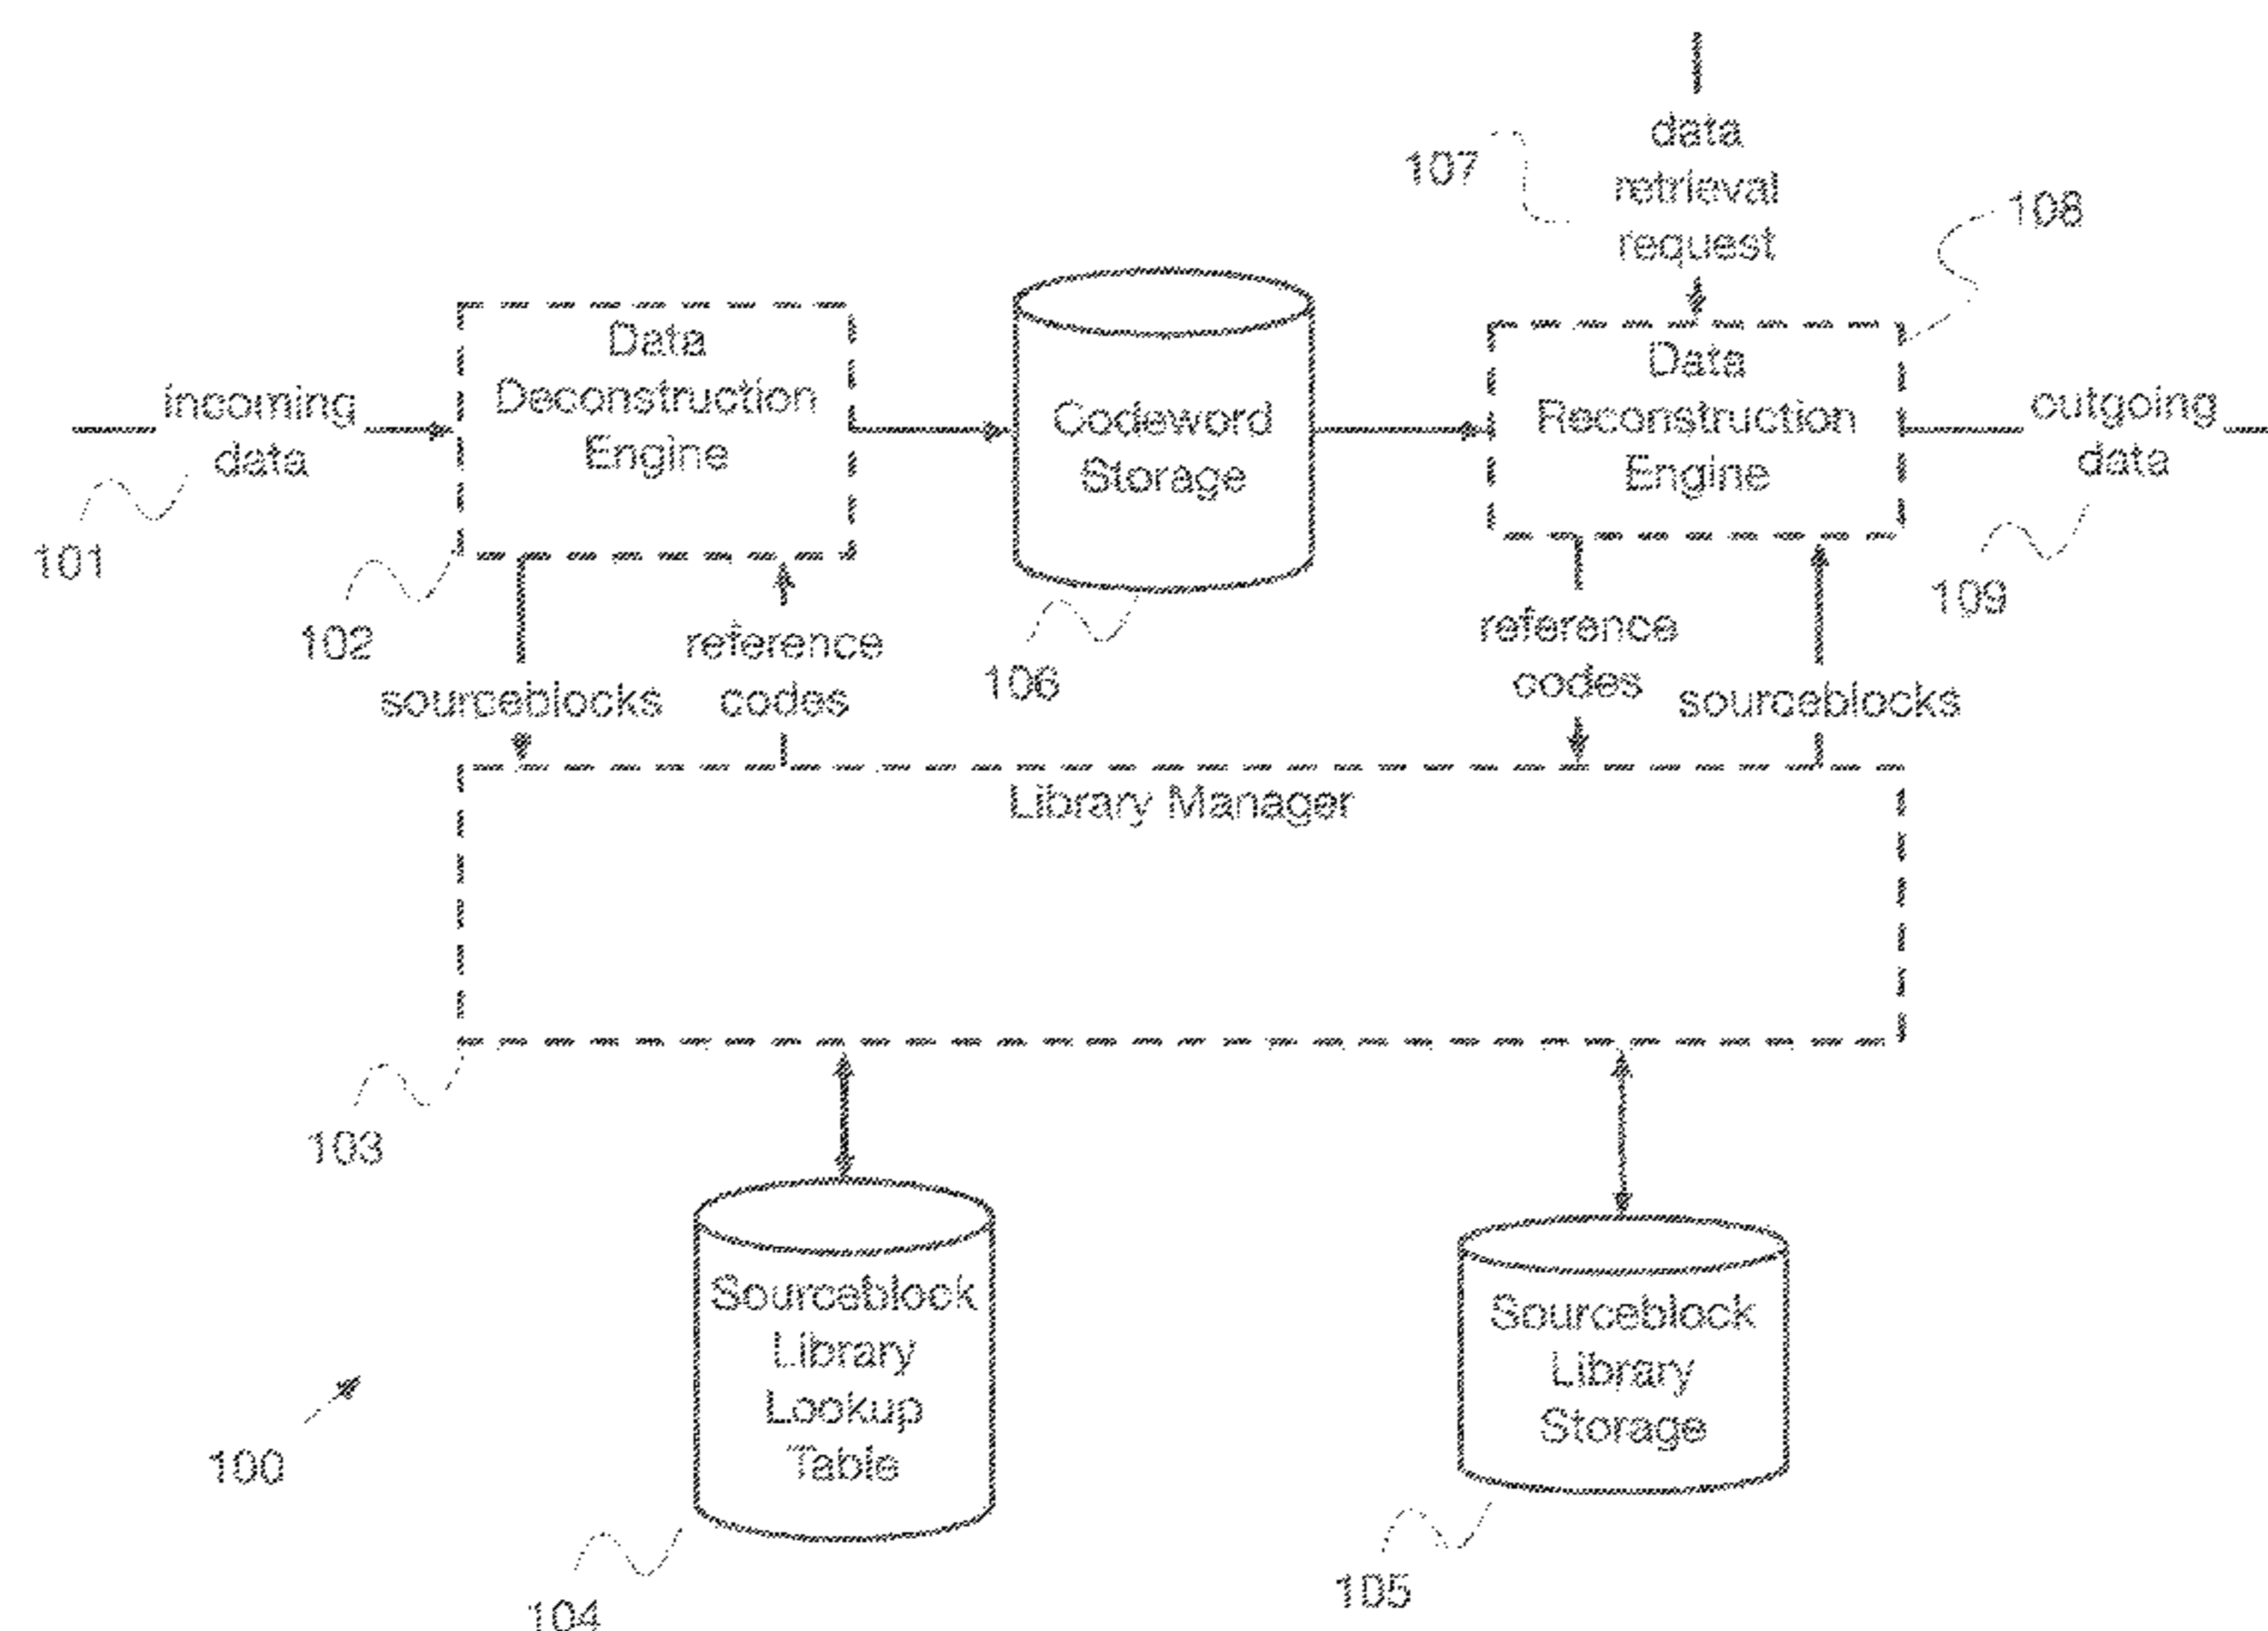 data
retrieval
request
107
108
Data
Deconstruction
Engine
incoming
data
101
102
Codeword
Storage
106
Data
Reconstruction
Engine
outgoing
data
109
sourceblocks
reference
codes
reference
codes
sourceblocks
Library Manager
103
Sourceblock
Library
Lookup
Table
104
Sourceblock
Library
Storage
105
100